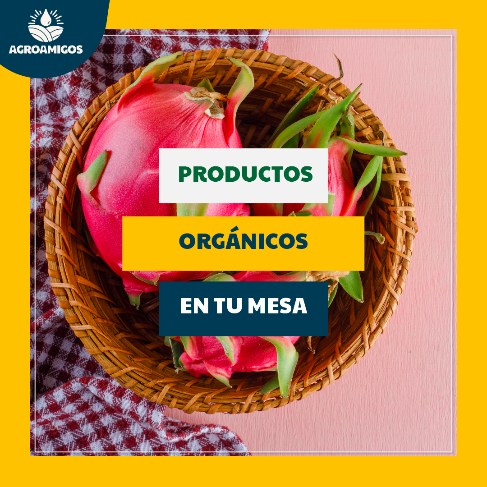 AGROAMIGOS
PRODUCTOS
ORGÁNICOS
EN TU MESA